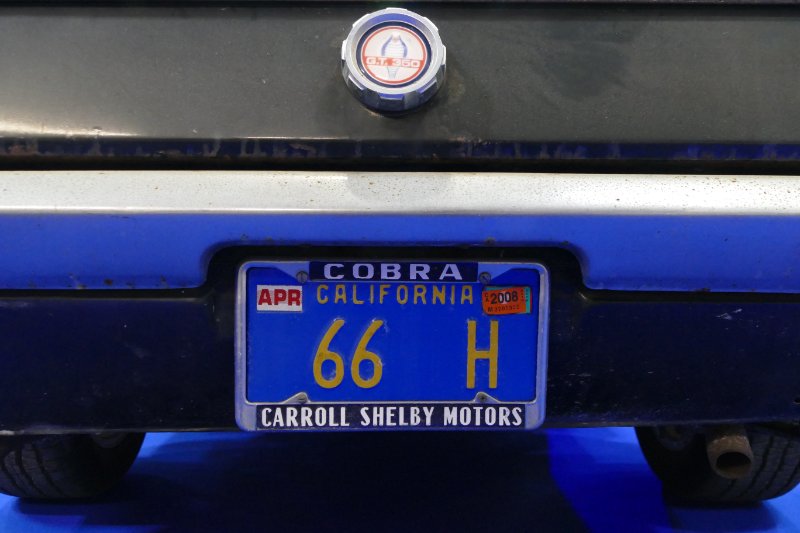 G.T. 350
COBRA
APR CALIFORNIA 2008
66 H
CARROLL SHELBY MOTORS